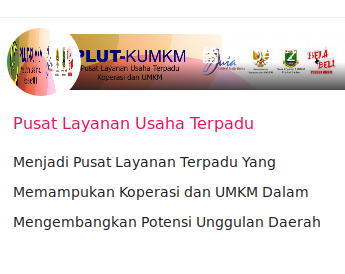 PLUT-KUMKM
Pusat Layanan Usaha Terpadu
Koperasi dan UMKM
BELA
BELI
Pusat Layanan Usaha Terpadu
Menjadi Pusat Layanan Terpadu Yang
Memampukan Koperasi dan UMKM Dalam
Mengembangkan Potensi Unggulan Daerah